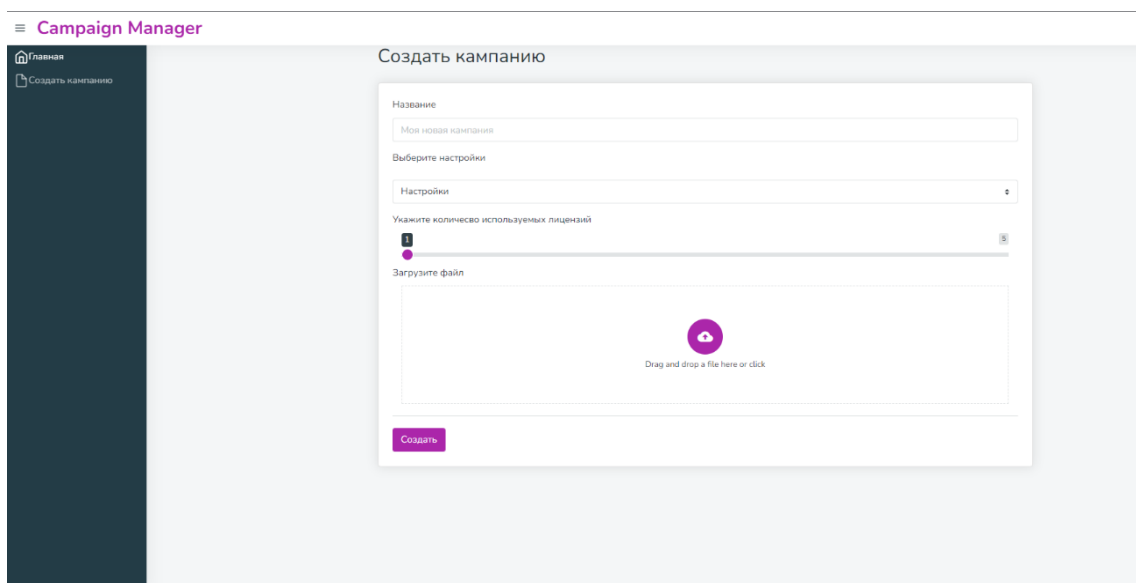 Campaign Manager
Главная
Создать кампанию
Создать кампанию
Название
Моя новая кампания
Выберите настройки
Настройки
Укажите количесво используемых лицензий
1 5
Загрузите файл
Drag and drop a file here or click
Создать